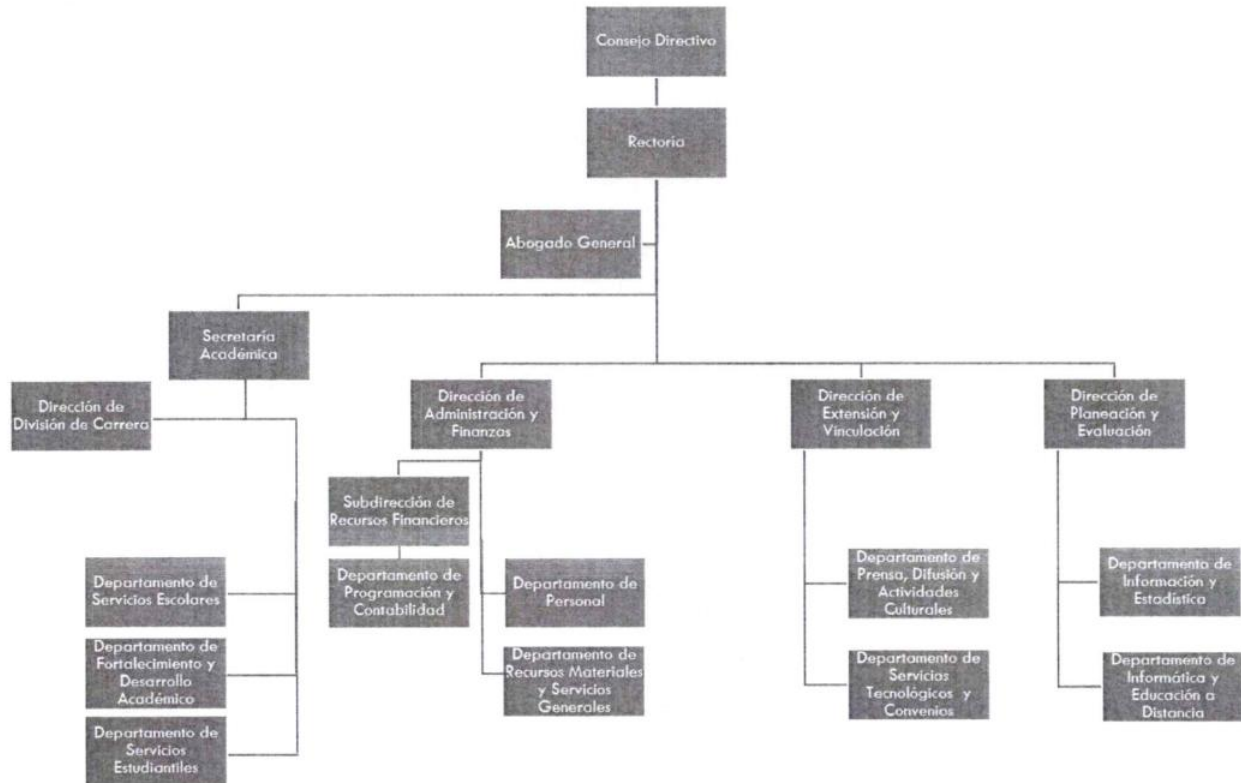 Consejo Directivo
Rectoría
Abogado General
Secretaría
Académica
Dirección de
División de Carrera
Dirección de
Administración y
Finanzas
Dirección de
Extensión y
Vinculación
Dirección de
Planeación y
Evaluación
Subdirección de
Recursos Financieros
Departamento de
Servicios Escolares
Departamento de
Programación y
Contabilidad
Departamento de
Personal
Departamento de
Prensa, Difusión y
Actividades
Culturales
Departamento de
Información y
Estadística
Departamento de
Fortalecimiento y
Desarrollo
Académico
Departamento de
Recursos Materiales
y Servicios
Generales
Departamento de
Servicios
Tecnológicos y
Convenios
Departamento de
Informática y
Educación a
Distancia
Departamento de
Servicios
Estudiantiles